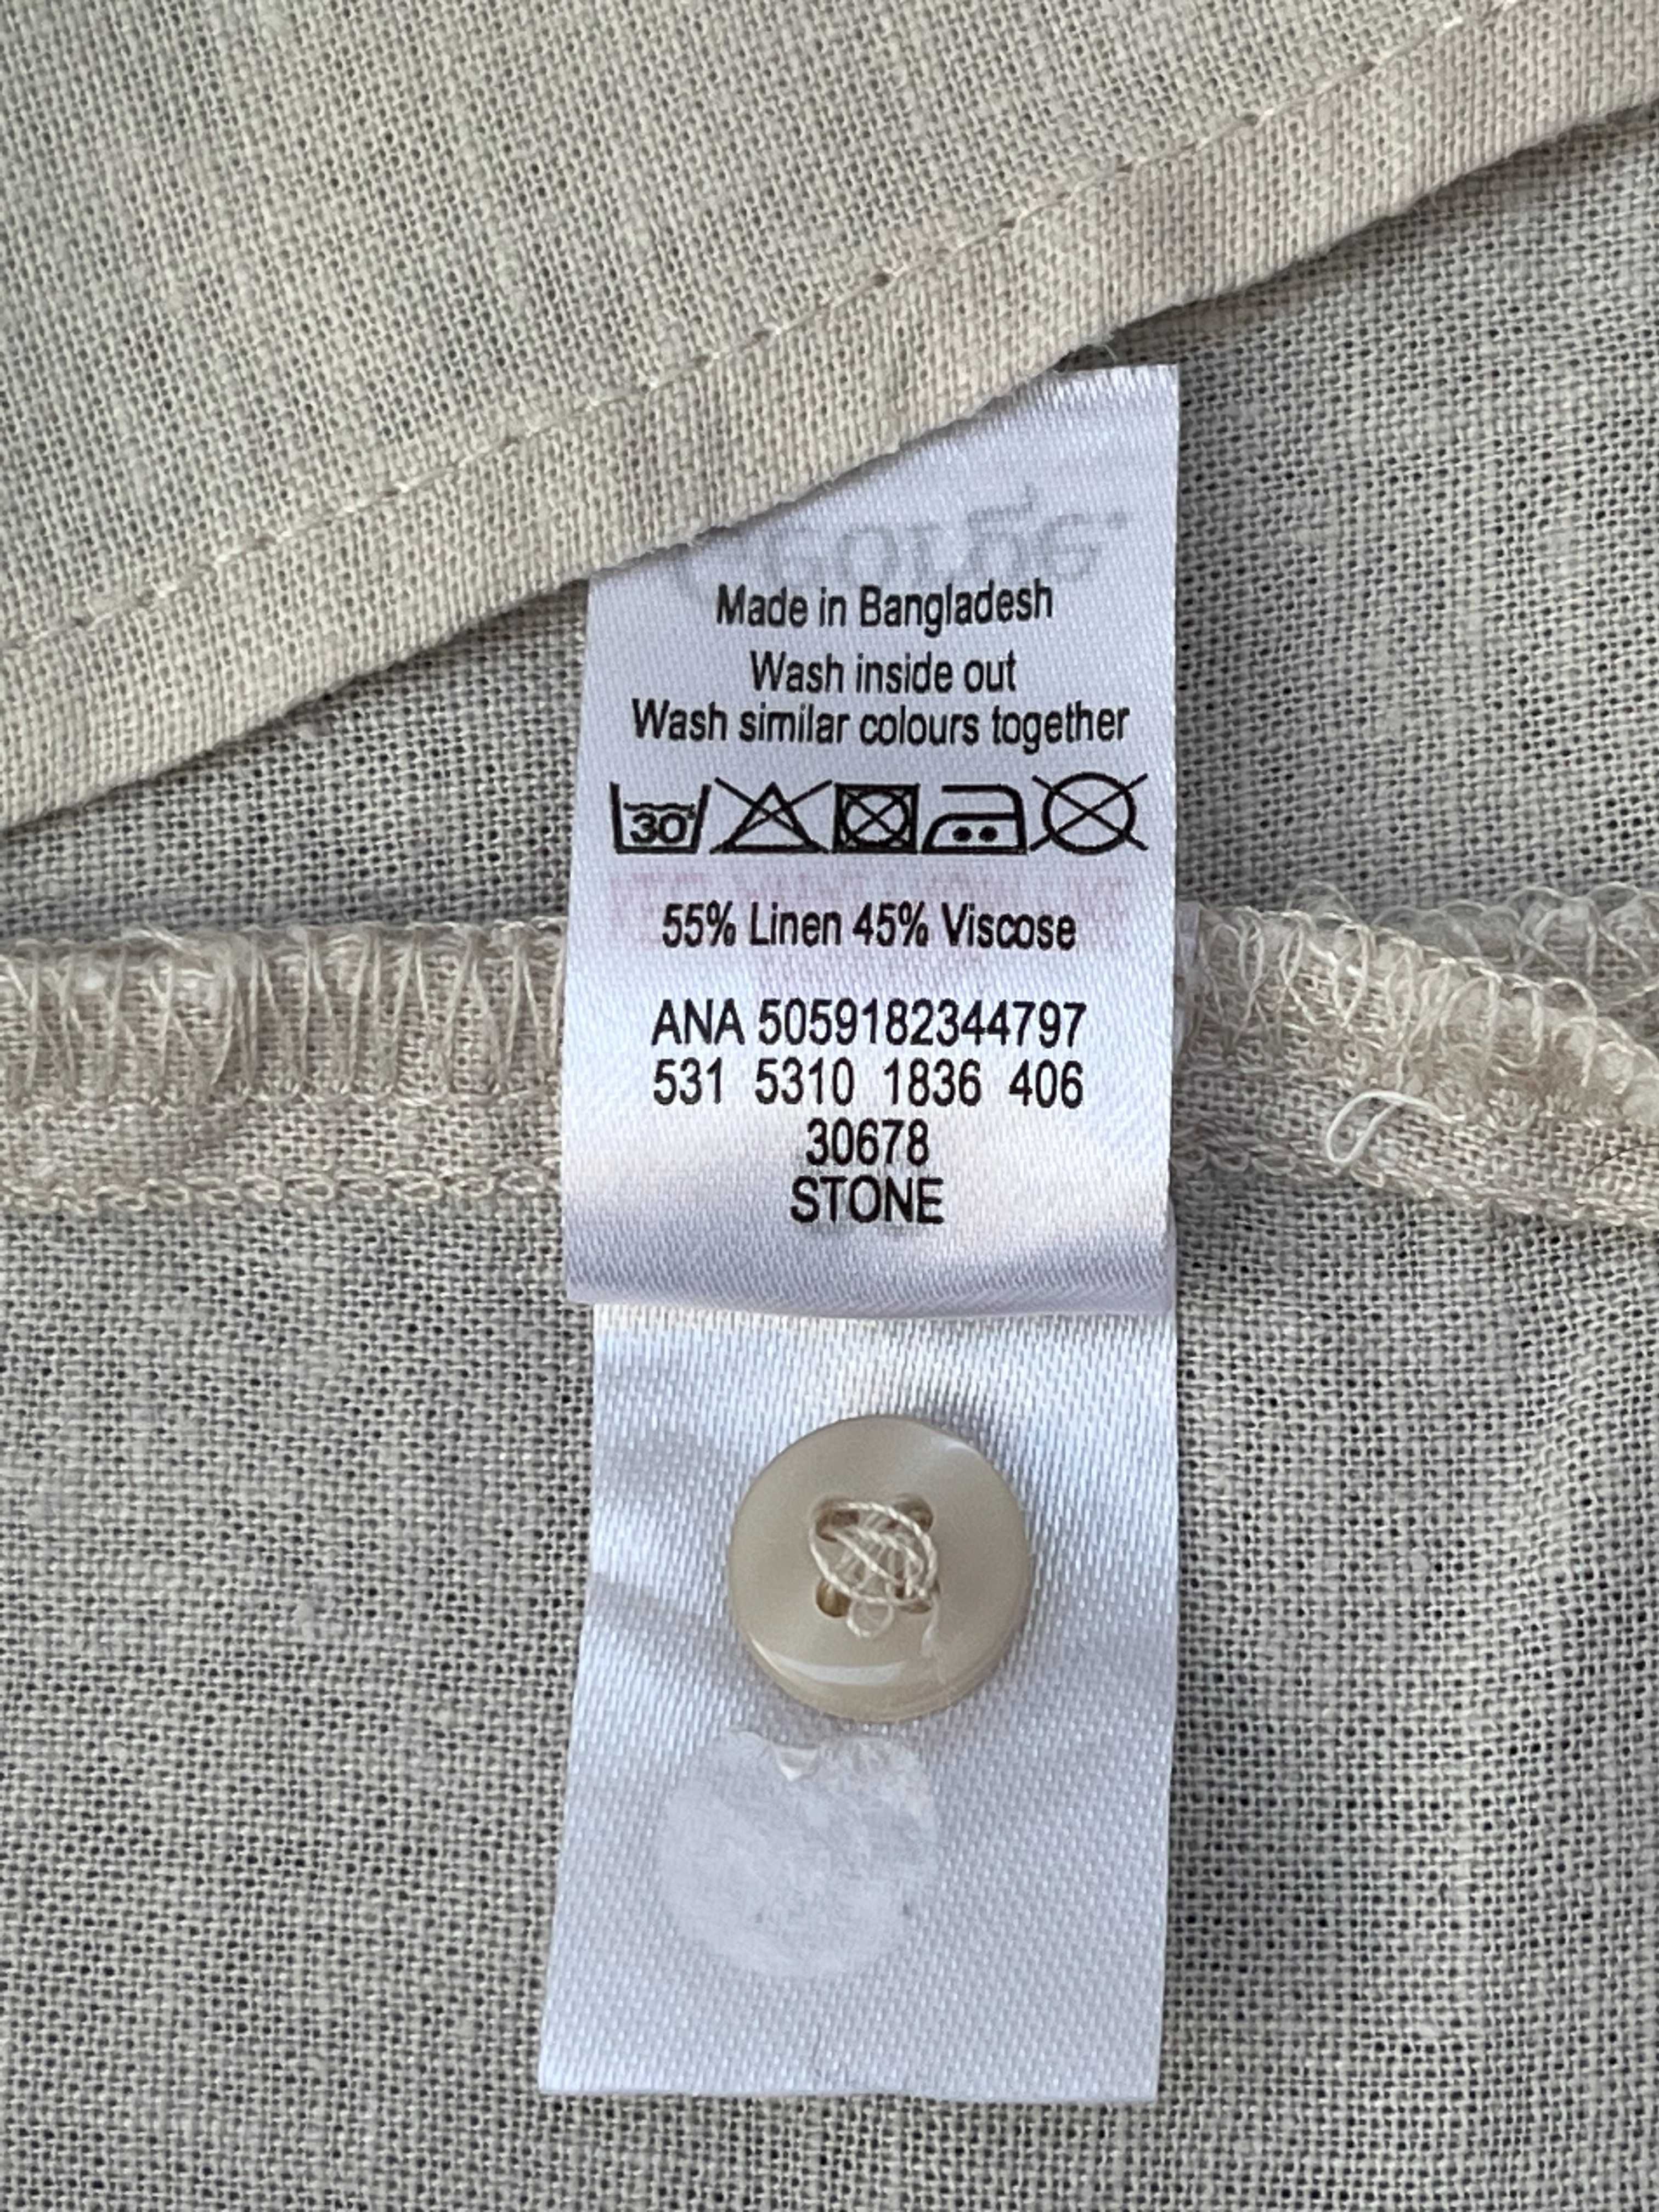 Made in Bangladesh
Wash inside out
Wash similar colours together
30°
55% Linen 45% Viscose
ANA 5059182344797
531 5310 1836 406
30678
STONE